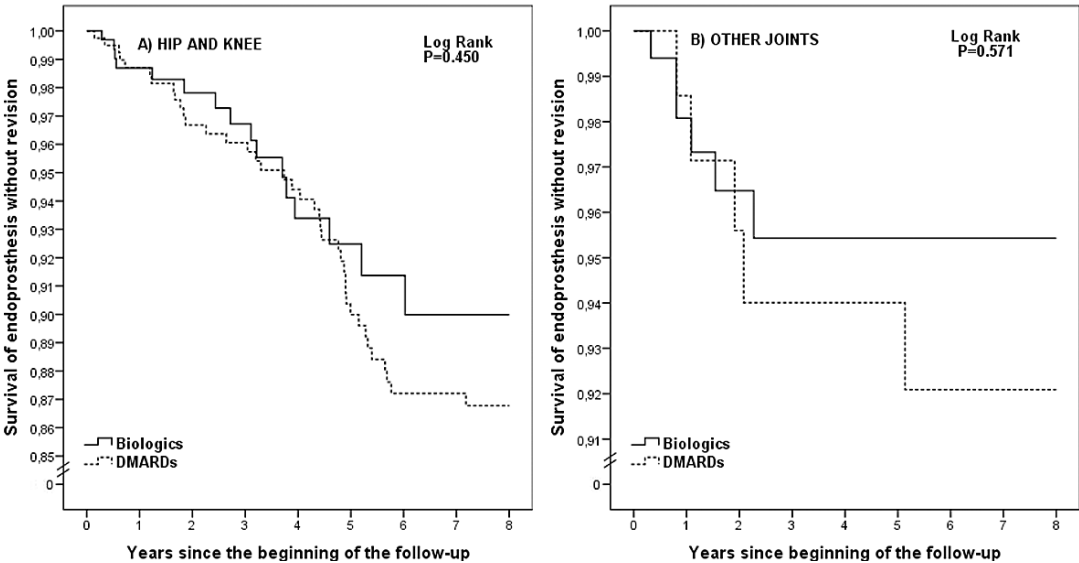 A) HIP AND KNEE
Log Rank
P=0.450
Survival of endoprosthesis without revision
1,00
0,99
0,98
0,97
0,96
0,95
0,94
0,93
0,92
0,91
0,90
0,88
0,87
0,86
0,85
0
Biologics
DMARDs
0 1 2 3 4 5 6 7 8
Years since the beginning of the follow-up
B) OTHER JOINTS
Log Rank
P=0.571
Survival of endoprosthesis without revision
1,00
0,99
0,98
0,97
0,96
0,95
0,94
0,93
0,92
0,91
0
Biologics
DMARDs
0 1 2 3 4 5 6 7 8
Years since beginning of the follow-up